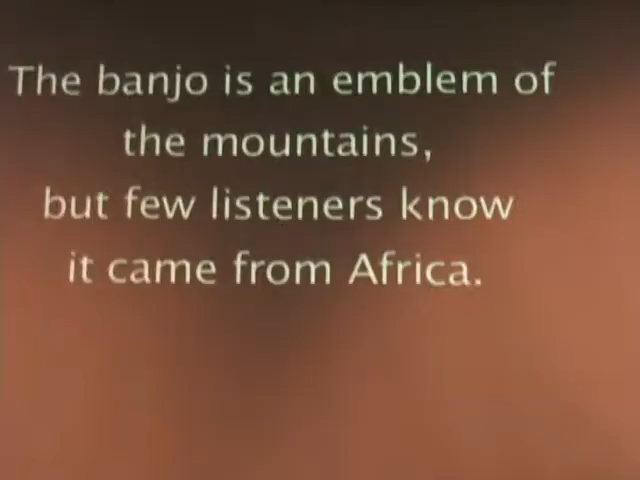 The banjo is an emblem of
the mountains,
but few listeners know
it came from Africa.